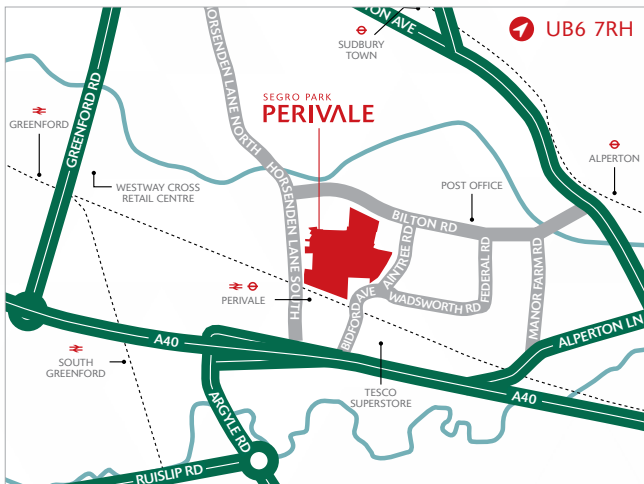 TON AVE
UB6 7RH
SUDBURY
TOWN
SEGRO PARK
PERIVALE
GREENFORD RD
HORSENDEN LANE NORTH
GREENFORD
ALPERTON
WESTWAY CROSS
RETAIL CENTRE
POST OFFICE
HORSENDEN LANE SOUTH
BILTON RD
AINTREE RD
FEDERAL RD
MANOR FARM RD
PERIVALE
BIDFORD AVE
WADSWORTH RD
ALPERTON LN
A40
SOUTH
GREENFORD
TESCO
SUPERSTORE
A40
ARGYLE RD
RUISLIP RD